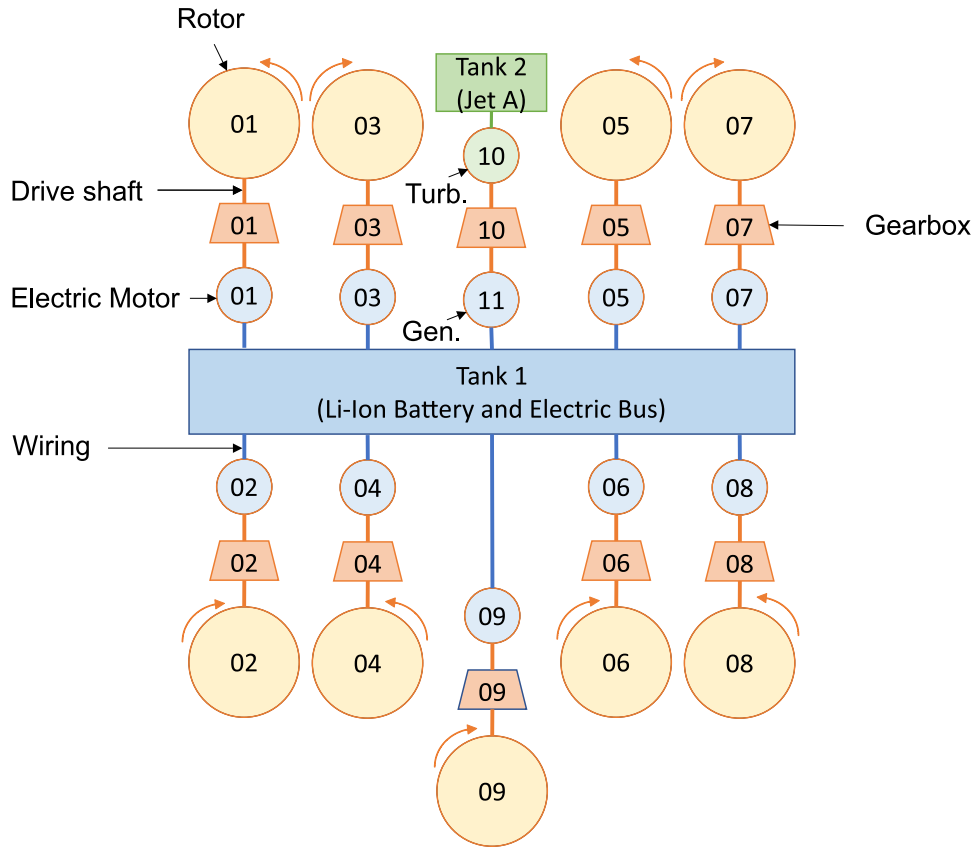 Rotor
Tank 2
(Jet A)
01
03
05
07
10
Drive shaft
Turb.
01
03
10
05
07
Gearbox
Electric Motor
01
03
11
05
07
Gen.
Tank 1
(Li-Ion Battery and Electric Bus)
Wiring
02
04
06
08
02
04
06
08
09
02
04
06
08
09
09